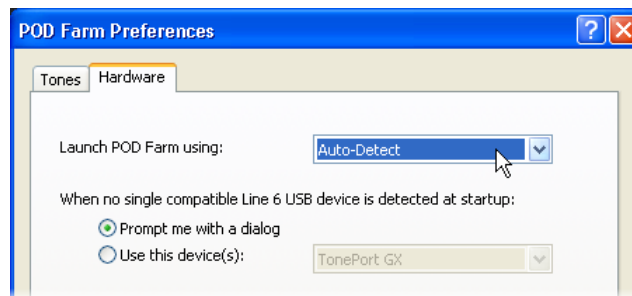 POD Farm Preferences
Tones Hardware
Launch POD Farm using: Auto-Detect
When no single compatible Line 6 USB device is detected at startup:
Prompt me with a dialog
Use this device(s): TonePort GX